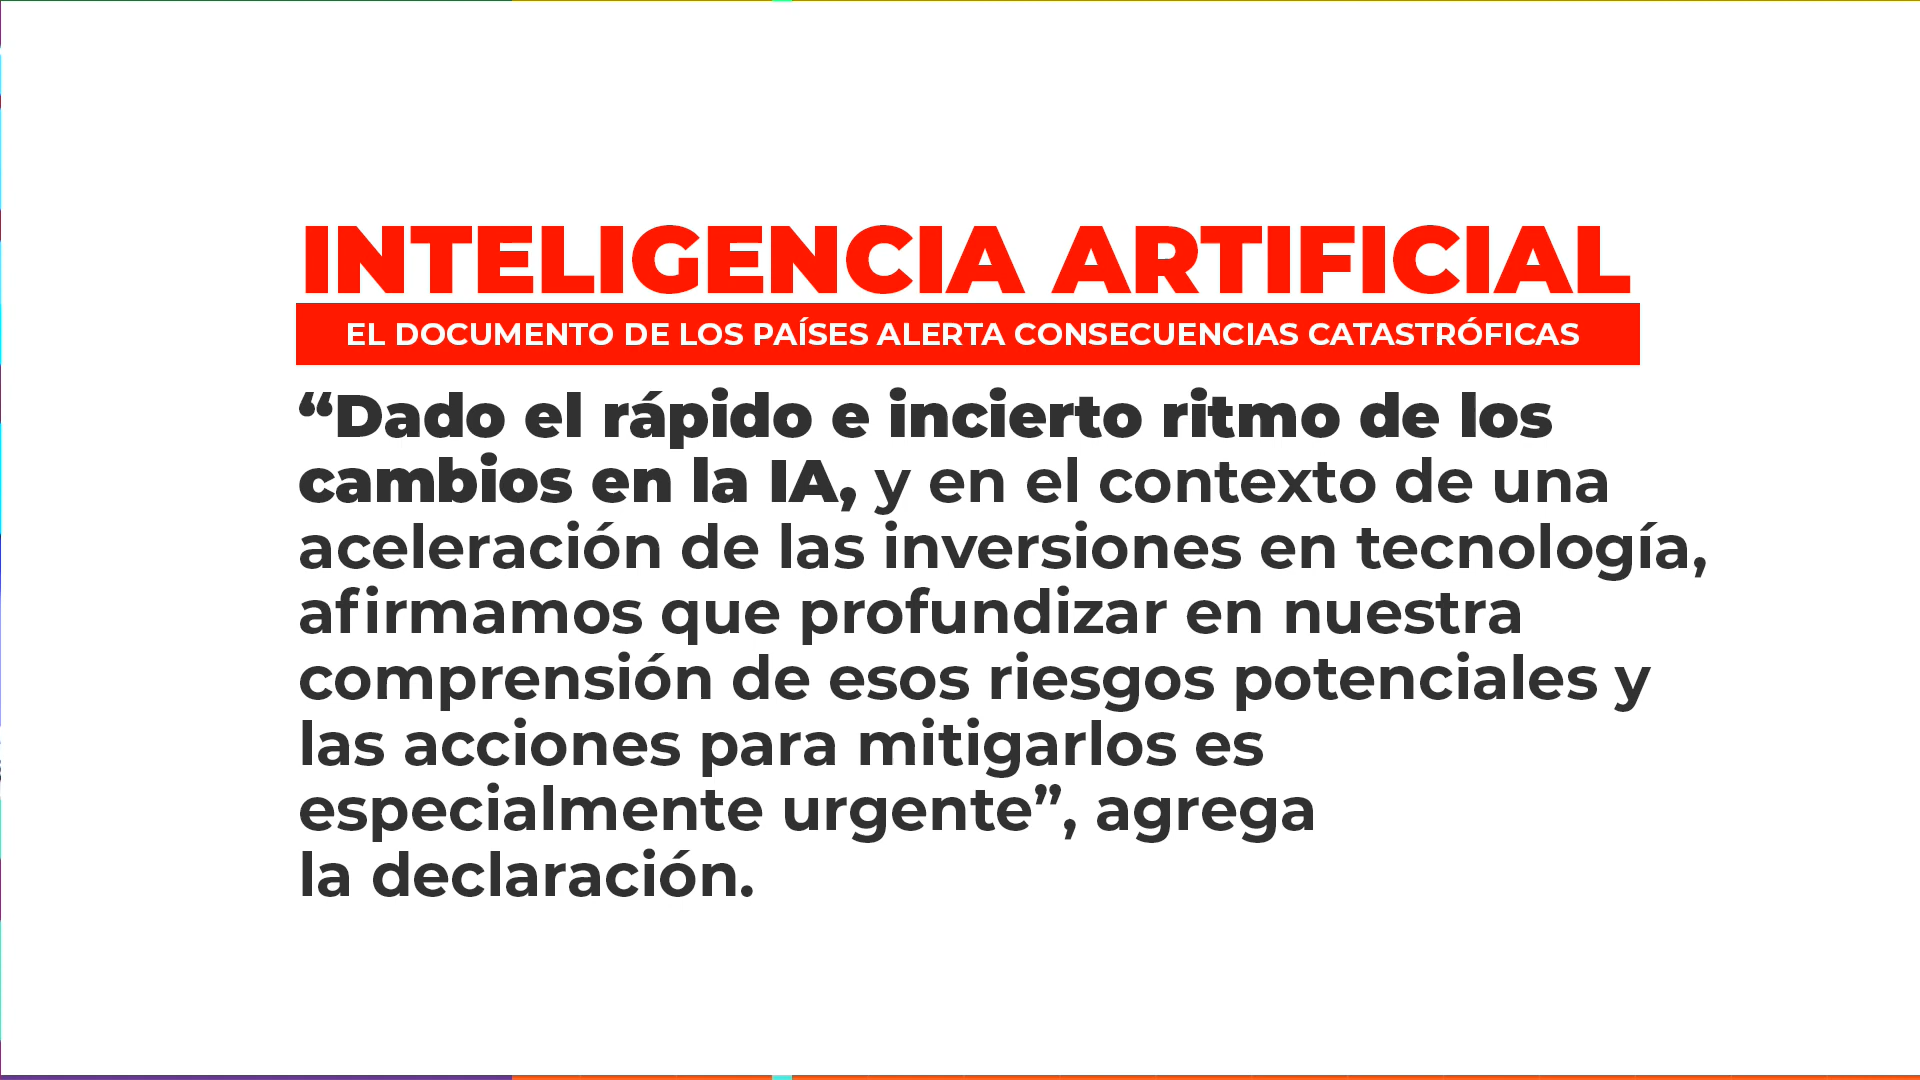 INTELIGENCIA ARTIFICIAL
EL DOCUMENTO DE LOS PAÍSES ALERTA CONSECUENCIAS CATASTRÓFICAS
“Dado el rápido e incierto ritmo de los
cambios en la IA, y en el contexto de una
aceleración de las inversiones en tecnología,
afirmamos que profundizar en nuestra
comprensión de esos riesgos potenciales y
las acciones para mitigarlos es
especialmente urgente”, agrega
la declaración.